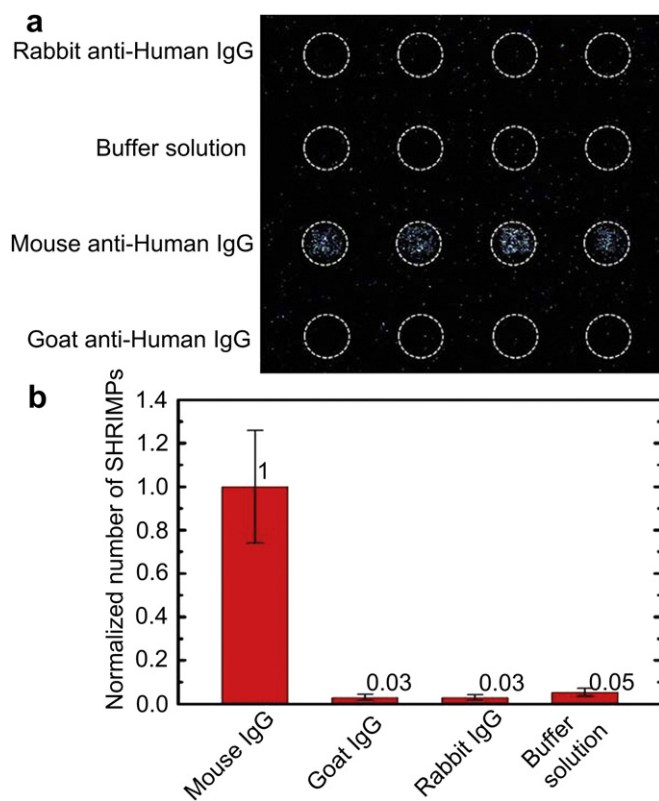 a
Rabbit anti-Human IgG
Buffer solution
Mouse anti-Human IgG
Goat anti-Human IgG
b
Normalized number of SHRIMPs
1.4
1.2
1.0
0.8
0.6
0.4
0.2
0.0
1
0.03
0.03
0.05
Mouse IgG
Goat IgG
Rabbit IgG
Buffer
solution